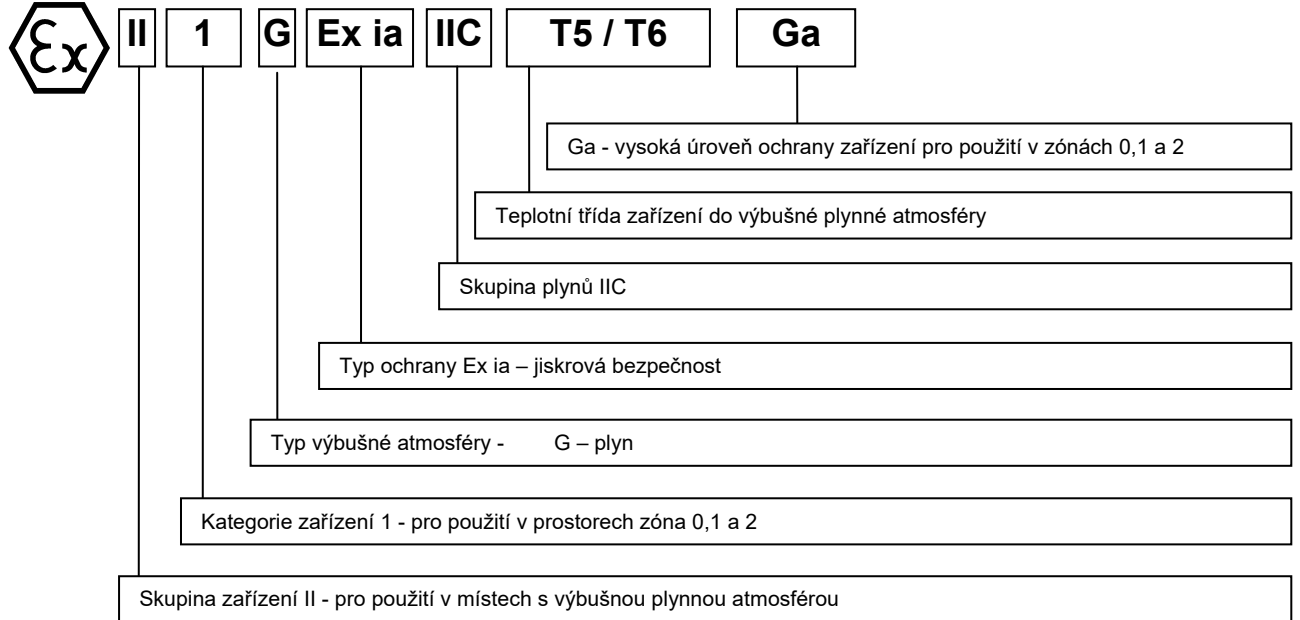 Ex II 1 G Ex ia IIC T5 / T6 Ga
Ga - vysoká úroveň ochrany zařízení pro použití v zónách 0,1 a 2
Teplotní třída zařízení do výbušné plynné atmosféry
Skupina plynů IIC
Typ ochrany Ex ia – jiskrová bezpečnost
Typ výbušné atmosféry - G – plyn
Kategorie zařízení 1 - pro použití v prostorech zóna 0,1 a 2
Skupina zařízení II - pro použití v místech s výbušnou plynnou atmosférou